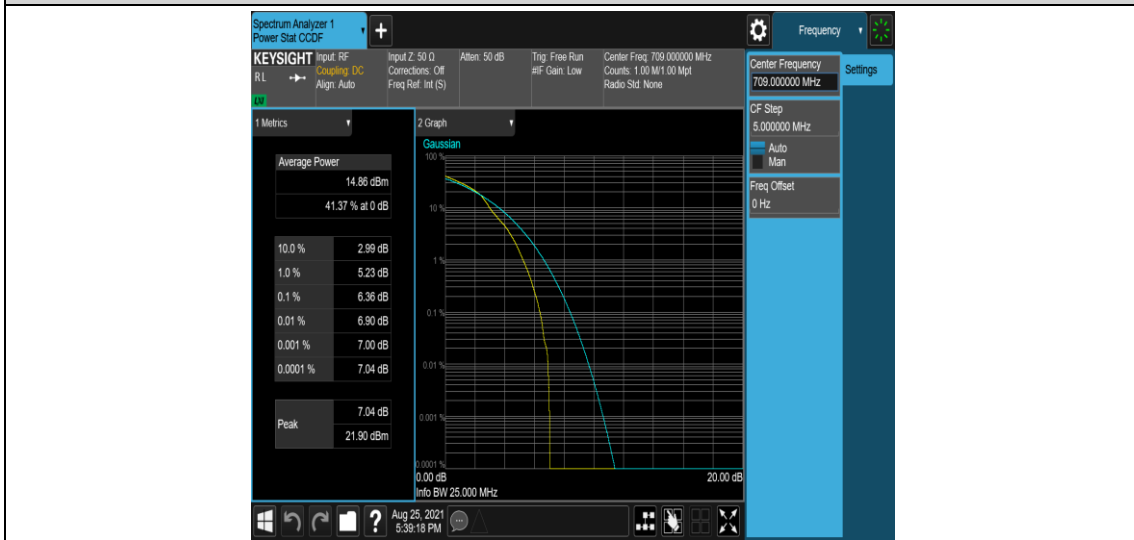 Spectrum Analyzer 1
Power Stat CCDF
+
Frequency
KEYSIGHT
Input: RF
Coupling: DC
Align: Auto
RL
Input Z: 50 Ω
Corrections: Off
Freq Ref: Int (S)
Atten: 50 dB
Trig: Free Run
#IF Gain: Low
Center Freq: 709.000000 MHz
Counts: 1.00 M/1.00 Mpt
Radio Std: None
Center Frequency
709.000000 MHz
Settings
CF Step
5.000000 MHz
Auto
Man
Freq Offset
0 Hz
1 Metrics
Average Power
14.86 dBm
41.37 % at 0 dB
10.0 % 2.99 dB
1.0 % 5.23 dB
0.1 % 6.36 dB
0.01 % 6.90 dB
0.001 % 7.00 dB
0.0001 % 7.04 dB
Peak
7.04 dB
21.90 dBm
2 Graph
Gaussian
100 %
10 %
1 %
0.1 %
0.01 %
0.001 %
0.0001 %
0.00 dB 20.00 dB
Info BW 25.000 MHz
?
Aug 25, 2021
5:39:18 PM